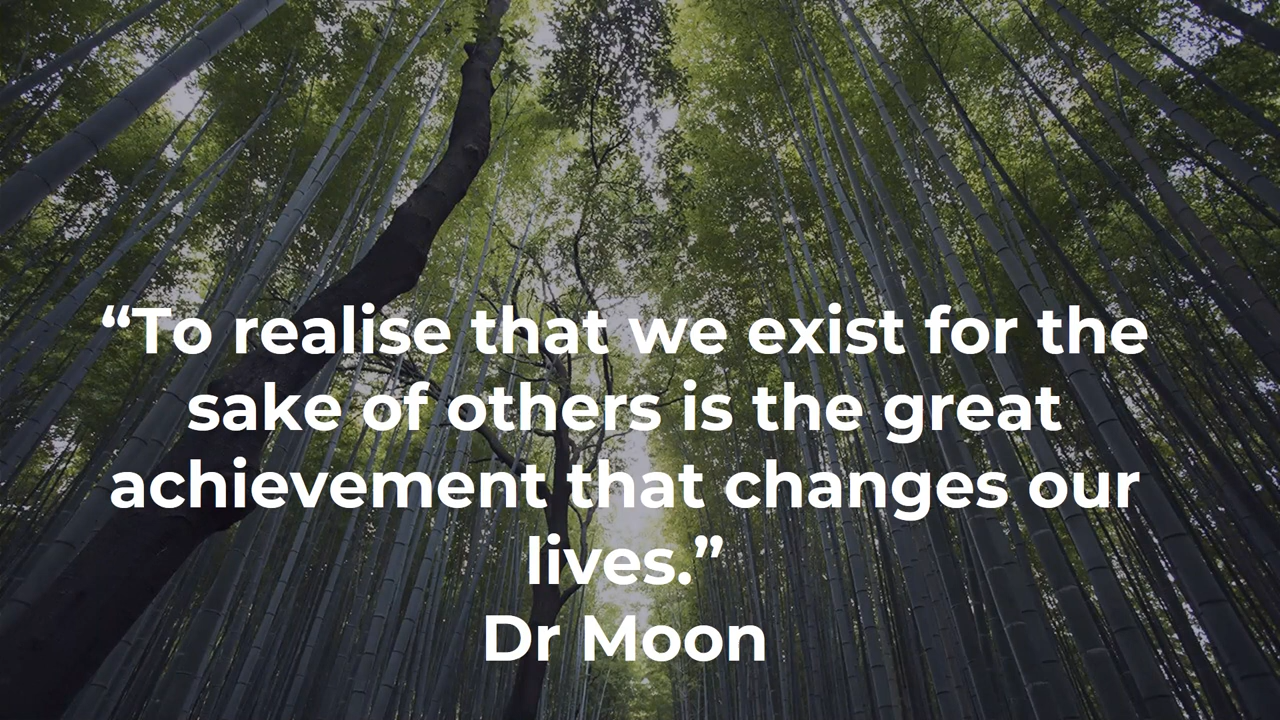 “To realise that we exist for the
sake of others is the great
achievement that changes our
lives.”
Dr Moon